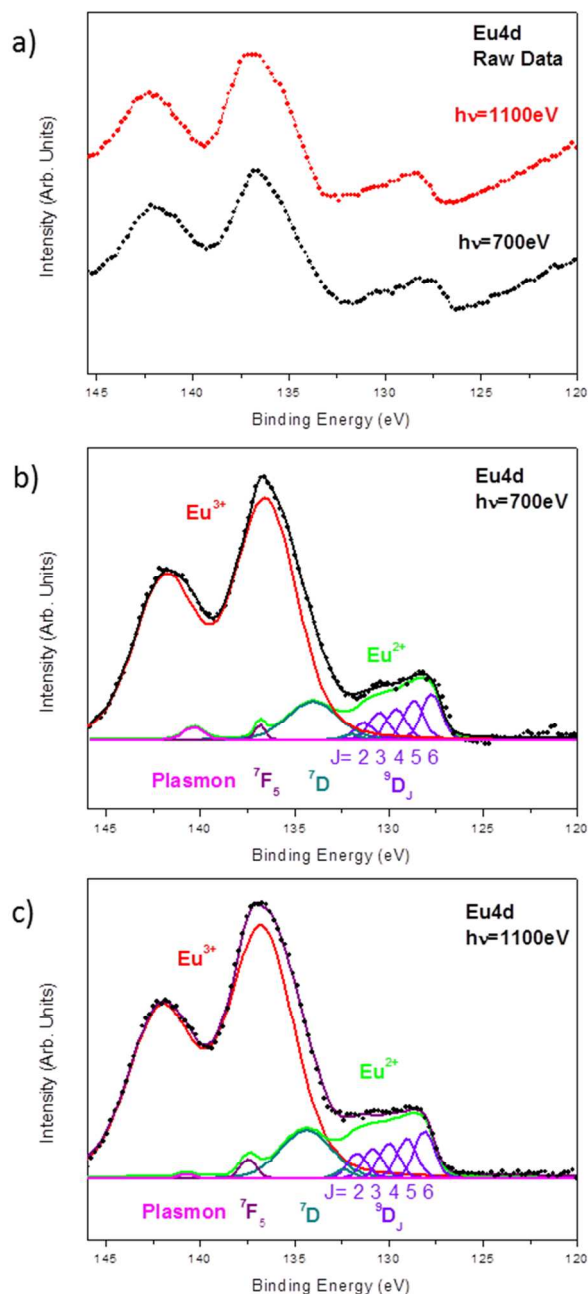 a)
Eu4d
Raw Data
hν=1100eV
hν=700eV
Intensity (Arb. Units)
145 140 135 130 125 120
Binding Energy (eV)
b)
Eu4d
hν=700eV
Eu3+
Eu2+
Intensity (Arb. Units)
J= 2 3 4 5 6
Plasmon 7F5 7D 9DJ
145 140 135 130 125 120
Binding Energy (eV)
c)
Eu4d
hν=1100eV
Eu3+
Eu2+
Intensity (Arb. Units)
J= 2 3 4 5 6
Plasmon 7F5 7D 9DJ
145 140 135 130 125 120
Binding Energy (eV)